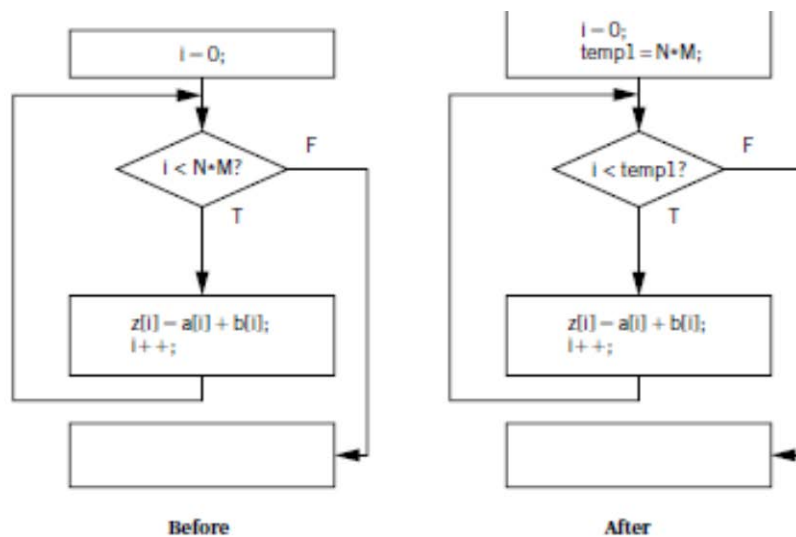 i – 0;
i < N•M?
F
T
z[i] – a[i] + b[i];
i++;
Before
i – 0;
temp1 = N•M;
i < temp1?
F
T
z[i] – a[i] + b[i];
i++;
After